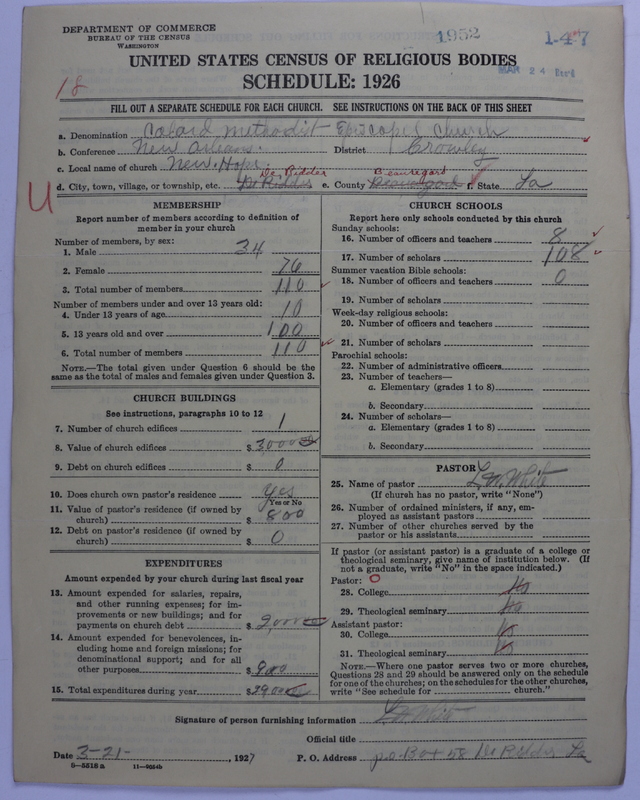 DEPARTMENT OF COMMERCE
BUREAU OF THE CENSUS
WASHINGTON
1952
147
MAR 24
UNITED STATES CENSUS OF RELIGIOUS BODIES
SCHEDULE: 1926
18
FILL OUT A SEPARATE SCHEDULE FOR EACH CHURCH. SEE INSTRUCTIONS ON THE BACK OF THIS SHEET
a. Denomination Colard Methodist Episcopal Church
b. Conference New Orleans. District Crowley
c. Local name of church New. Hope.
De Ridder Beauregard
d. City, town, village, or township, etc. De Ridder e. County Beauregard f. State La
U
MEMBERSHIP
Report number of members according to definition of member in your church
Number of members, by sex:
1. Male 34
2. Female 76
3. Total number of members 110
Number of members under and over 13 years old:
4. Under 13 years of age 10
5. 13 years old and over 100
6. Total number of members 110
NOTE.—The total given under Question 6 should be the same as the total of males and females given under Question 3.
CHURCH BUILDINGS
See instructions, paragraphs 10 to 12
7. Number of church edifices 1
8. Value of church edifices $ 3000
9. Debt on church edifices $ 0
10. Does church own pastor's residence yes
Yes or No
11. Value of pastor's residence (if owned by church) $ 800
12. Debt on pastor's residence (if owned by church) $ 0
EXPENDITURES
Amount expended by your church during last fiscal year
13. Amount expended for salaries, repairs, and other running expenses; for improvements or new buildings; and for payments on church debt $ 2,000
14. Amount expended for benevolences, including home and foreign missions; for denominational support; and for all other purposes $ 900
15. Total expenditures during year $ 2900
CHURCH SCHOOLS
Report here only schools conducted by this church
Sunday schools:
16. Number of officers and teachers 8
17. Number of scholars 108
Summer vacation Bible schools:
18. Number of officers and teachers 0
19. Number of scholars
Week-day religious schools:
20. Number of officers and teachers
21. Number of scholars
Parochial schools:
22. Number of administrative officers
23. Number of teachers—
a. Elementary (grades 1 to 8)
b. Secondary
24. Number of scholars—
a. Elementary (grades 1 to 8)
b. Secondary
PASTOR
25. Name of pastor L. W. White
(If church has no pastor, write "None")
26. Number of ordained ministers, if any, employed as assistant pastors
27. Number of other churches served by the pastor or his assistants
If pastor (or assistant pastor) is a graduate of a college or theological seminary, give name of institution below. (If not a graduate, write "No" in the space indicated.)
Pastor: 0
28. College No
29. Theological seminary No
Assistant pastor:
30. College
31. Theological seminary
NOTE.—Where one pastor serves two or more churches, Questions 28 and 29 should be answered only on the schedule for one of the churches; on the schedules for the other churches, write "See schedule for church."
Signature of person furnishing information L. W. White
Official title
Date 3-21-, 1927 P. O. Address p.o. Box 58 De Ridder La
8-5518 a 11-9664b